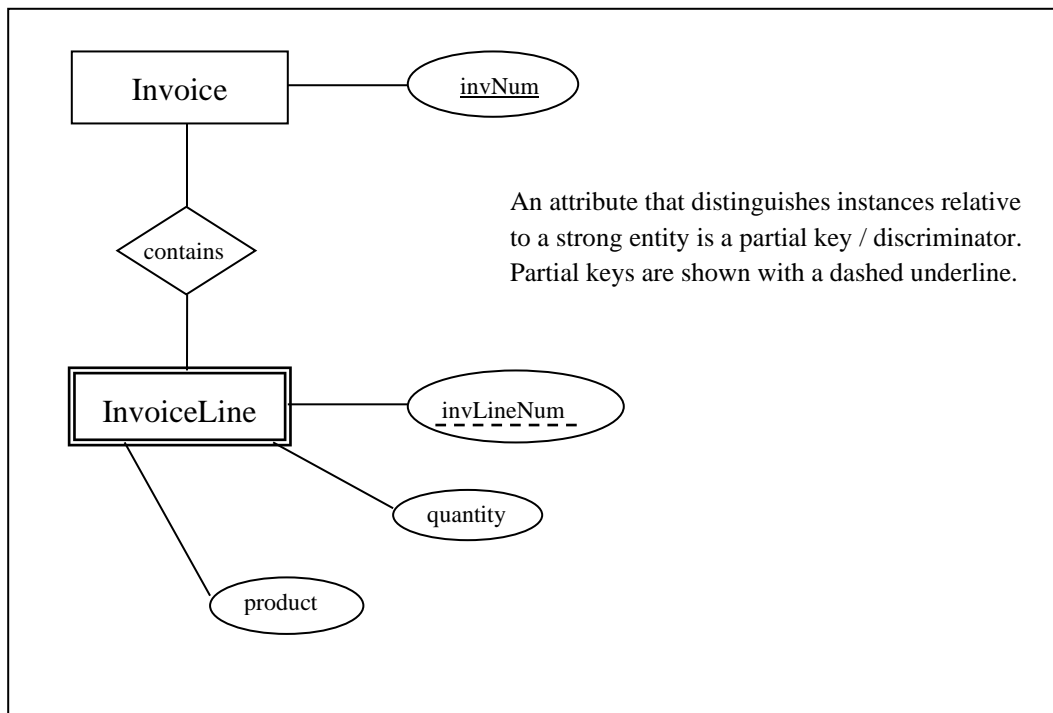 Invoice
invNum
An attribute that distinguishes instances relative
to a strong entity is a partial key / discriminator.
Partial keys are shown with a dashed underline.
contains
InvoiceLine
invLineNum
quantity
product